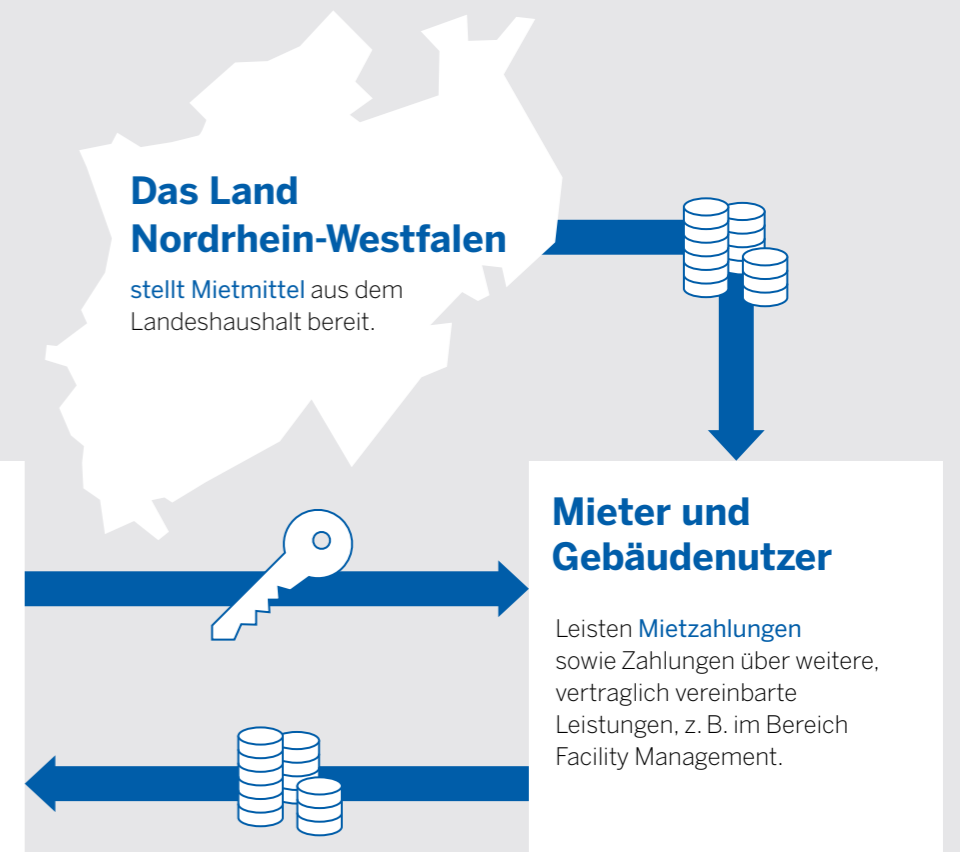 Das Land
Nordrhein-Westfalen
stellt Mietmittel aus dem
Landeshaushalt bereit.
Mieter und
Gebäudenutzer
Leisten Mietzahlungen
sowie Zahlungen über weitere,
vertraglich vereinbarte
Leistungen, z. B. im Bereich
Facility Management.